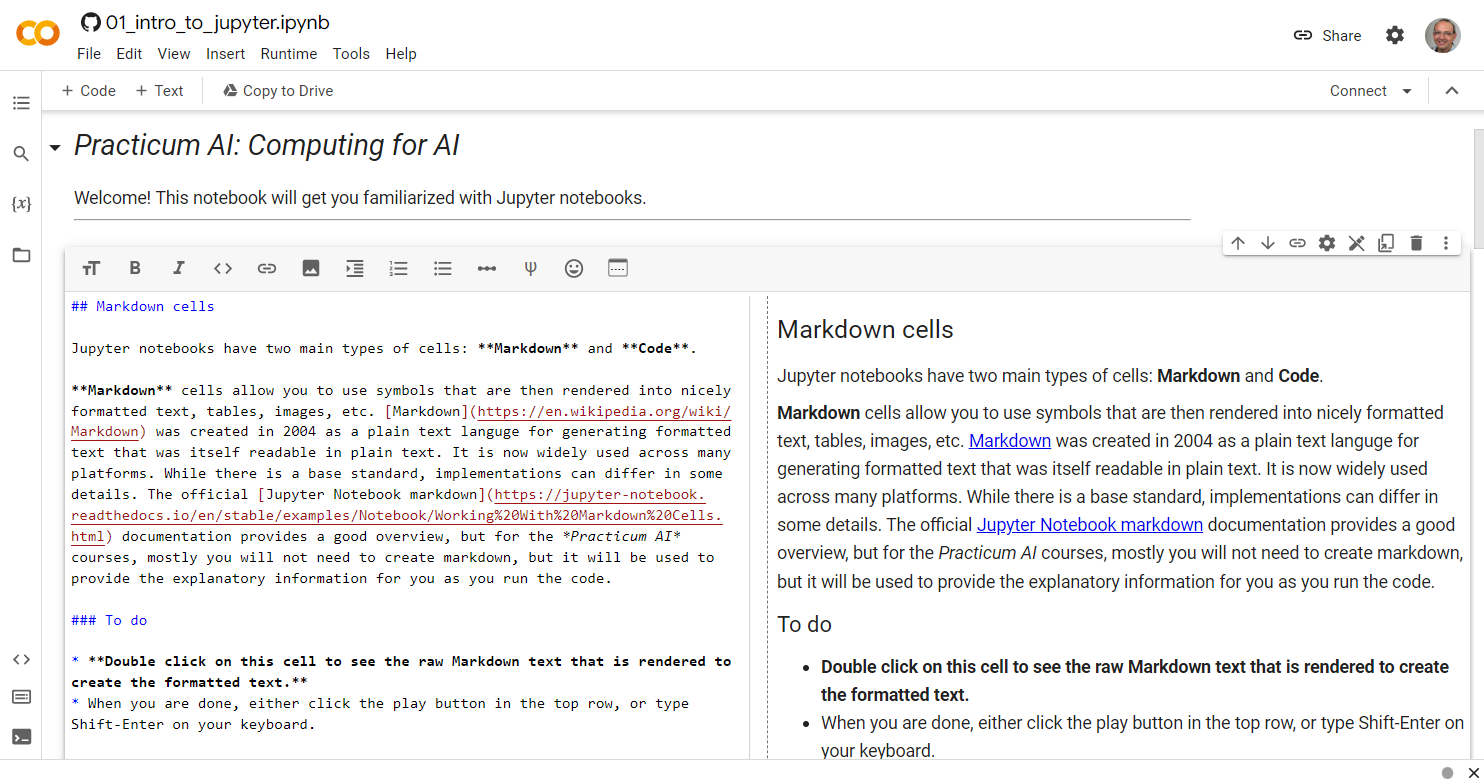 01_intro_to_jupyter.ipynb
File Edit View Insert Runtime Tools Help
Share
+ Code + Text Copy to Drive
Connect
Practicum AI: Computing for AI
Welcome! This notebook will get you familiarized with Jupyter notebooks.
{x}
## Markdown cells
Jupyter notebooks have two main types of cells: **Markdown** and **Code**.
**Markdown** cells allow you to use symbols that are then rendered into nicely
formatted text, tables, images, etc. [Markdown](https://en.wikipedia.org/wiki/
Markdown) was created in 2004 as a plain text languge for generating formatted
text that was itself readable in plain text. It is now widely used across many
platforms. While there is a base standard, implementations can differ in some
details. The official [Jupyter Notebook markdown](https://jupyter-notebook.
readthedocs.io/en/stable/examples/Notebook/Working%20With%20Markdown%20Cells.
html) documentation provides a good overview, but for the *Practicum AI*
courses, mostly you will not need to create markdown, but it will be used to
provide the explanatory information for you as you run the code.
### To do
* **Double click on this cell to see the raw Markdown text that is rendered to
create the formatted text.**
* When you are done, either click the play button in the top row, or type
Shift-Enter on your keyboard.
Markdown cells
Jupyter notebooks have two main types of cells: Markdown and Code.
Markdown cells allow you to use symbols that are then rendered into nicely formatted
text, tables, images, etc. Markdown was created in 2004 as a plain text languge for
generating formatted text that was itself readable in plain text. It is now widely used
across many platforms. While there is a base standard, implementations can differ in
some details. The official Jupyter Notebook markdown documentation provides a good
overview, but for the Practicum AI courses, mostly you will not need to create markdown,
but it will be used to provide the explanatory information for you as you run the code.
To do
• Double click on this cell to see the raw Markdown text that is rendered to create
the formatted text.
• When you are done, either click the play button in the top row, or type Shift-Enter on
your keyboard.